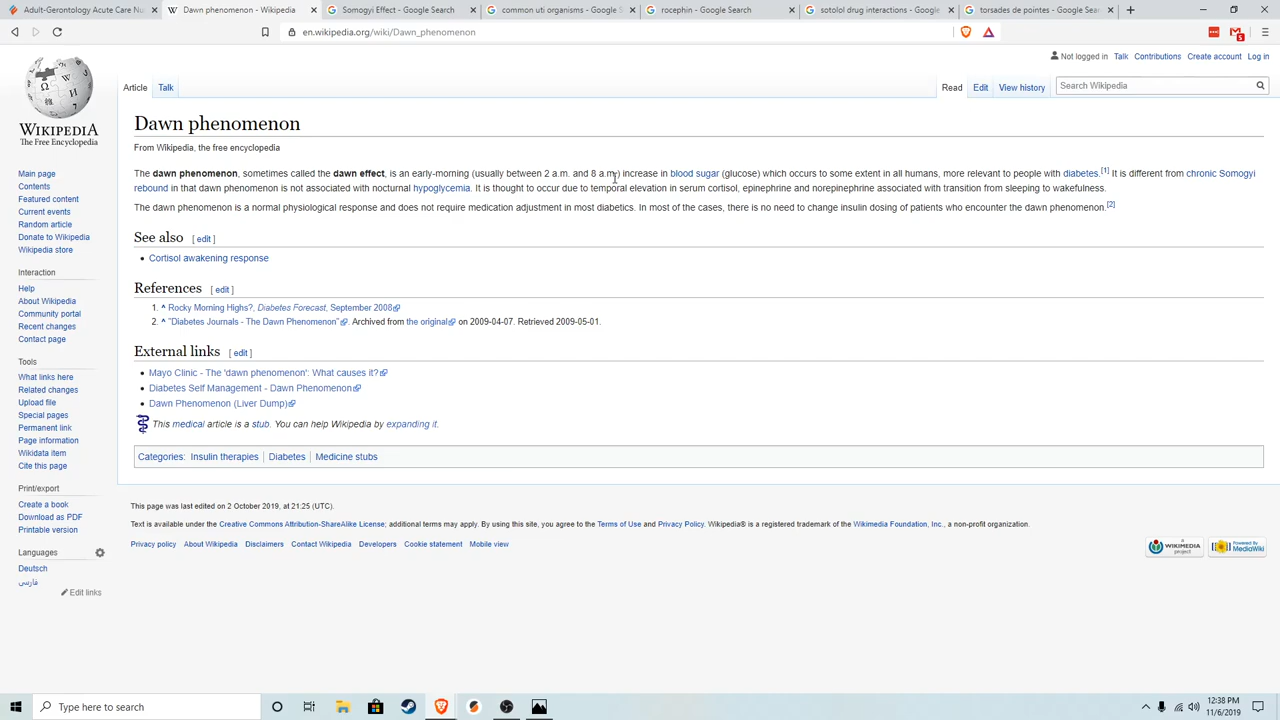 Adult-Gerontology Acute Care Nur
Dawn phenomenon - Wikipedia
Somogyi Effect - Google Search
common uti organisms - Google S
rocephin - Google Search
sotolol drug interactions - Google
torsades de pointes - Google Sea
en.wikipedia.org/wiki/Dawn_phenomenon
Not logged in Talk Contributions Create account Log in
Article Talk
Read Edit View history
Search Wikipedia
WIKIPEDIA
The Free Encyclopedia
Main page
Contents
Featured content
Current events
Random article
Donate to Wikipedia
Wikipedia store
Interaction
Help
About Wikipedia
Community portal
Recent changes
Contact page
Tools
What links here
Related changes
Upload file
Special pages
Permanent link
Page information
Wikidata item
Cite this page
Print/export
Create a book
Download as PDF
Printable version
Languages
Deutsch
فارسی
Edit links
Dawn phenomenon
From Wikipedia, the free encyclopedia
The dawn phenomenon, sometimes called the dawn effect, is an early-morning (usually between 2 a.m. and 8 a.m) increase in blood sugar (glucose) which occurs to some extent in all humans, more relevant to people with diabetes.[1] It is different from chronic Somogyi
rebound in that dawn phenomenon is not associated with nocturnal hypoglycemia. It is thought to occur due to temporal elevation in serum cortisol, epinephrine and norepinephrine associated with transition from sleeping to wakefulness.
The dawn phenomenon is a normal physiological response and does not require medication adjustment in most diabetics. In most of the cases, there is no need to change insulin dosing of patients who encounter the dawn phenomenon.[2]
See also [ edit ]
Cortisol awakening response
References [ edit ]
1. ^ Rocky Morning Highs?, Diabetes Forecast, September 2008
2. ^ "Diabetes Journals - The Dawn Phenomenon". Archived from the original on 2009-04-07. Retrieved 2009-05-01.
External links [ edit ]
Mayo Clinic - The 'dawn phenomenon': What causes it?
Diabetes Self Management - Dawn Phenomenon
Dawn Phenomenon (Liver Dump)
This medical article is a stub. You can help Wikipedia by expanding it.
Categories: Insulin therapies | Diabetes | Medicine stubs
This page was last edited on 2 October 2019, at 21:25 (UTC).
Text is available under the Creative Commons Attribution-ShareAlike License; additional terms may apply. By using this site, you agree to the Terms of Use and Privacy Policy. Wikipedia® is a registered trademark of the Wikimedia Foundation, Inc., a non-profit organization.
Privacy policy About Wikipedia Disclaimers Contact Wikipedia Developers Cookie statement Mobile view
a WIKIMEDIA project
Powered By MediaWiki
Type here to search
12:38 PM
11/6/2019